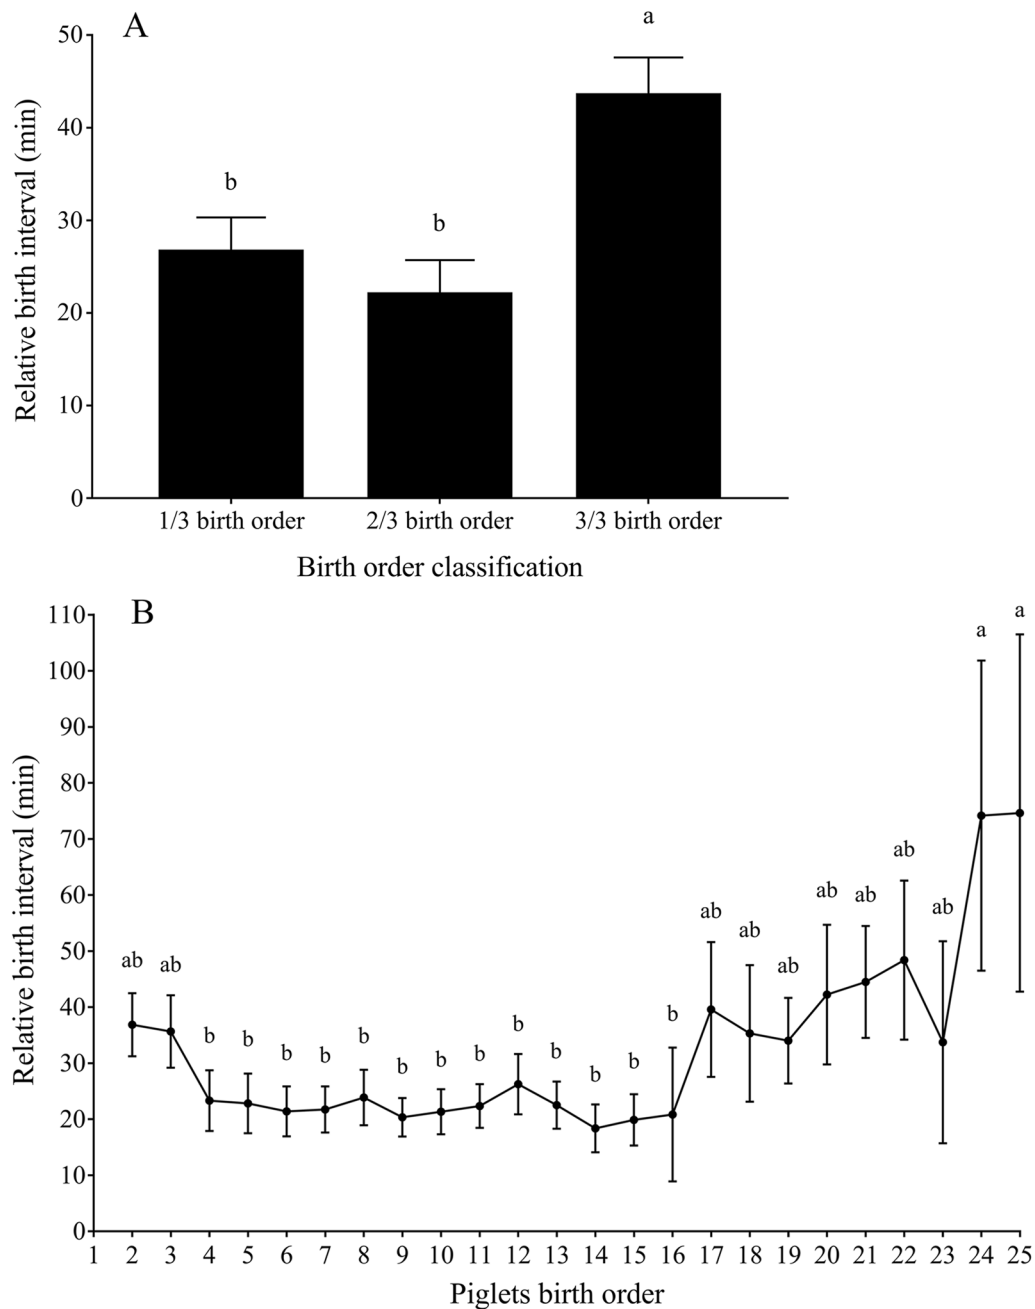 A
a
50
40
b
b
30
20
10
0
Relative birth interval (min)
1/3 birth order 2/3 birth order 3/3 birth order
Birth order classification
B
110
100
90
80
70
60
50
40
30
20
10
0
Relative birth interval (min)
ab ab b b b b b b b b b b b b b ab ab ab ab ab ab ab a a
1 2 3 4 5 6 7 8 9 10 11 12 13 14 15 16 17 18 19 20 21 22 23 24 25
Piglets birth order